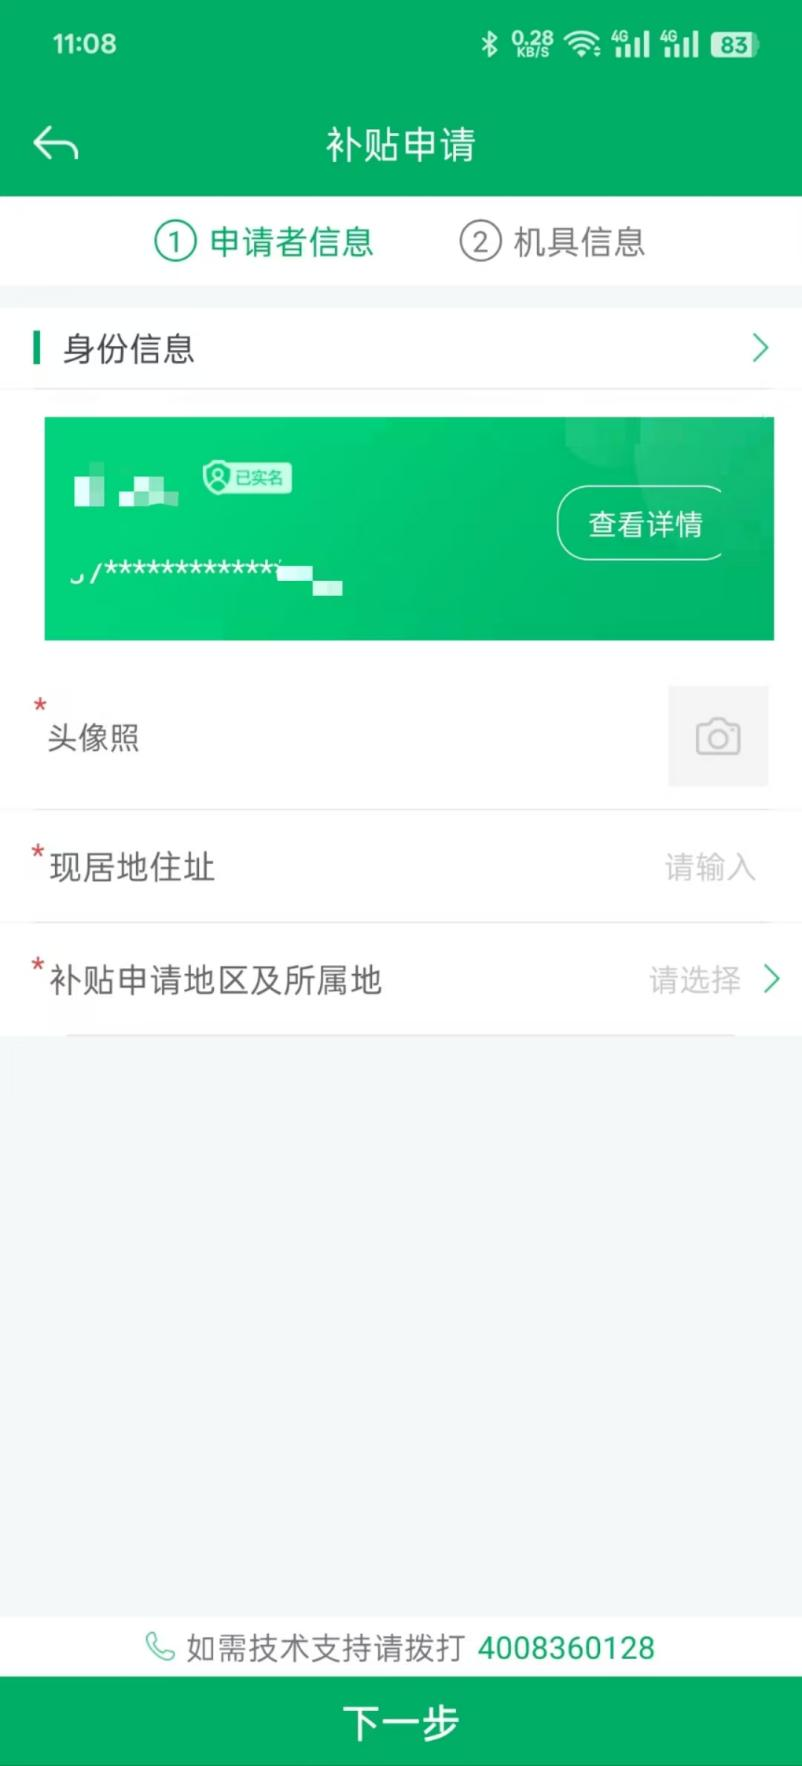 11:08
0.28 KB/S 4G 4G 83
补贴申请
1 申请者信息 2 机具信息
身份信息
已实名
查看详情
/************
*头像照
*现居地住址 请输入
*补贴申请地区及所属地 请选择
如需技术支持请拨打 4008360128
下一步